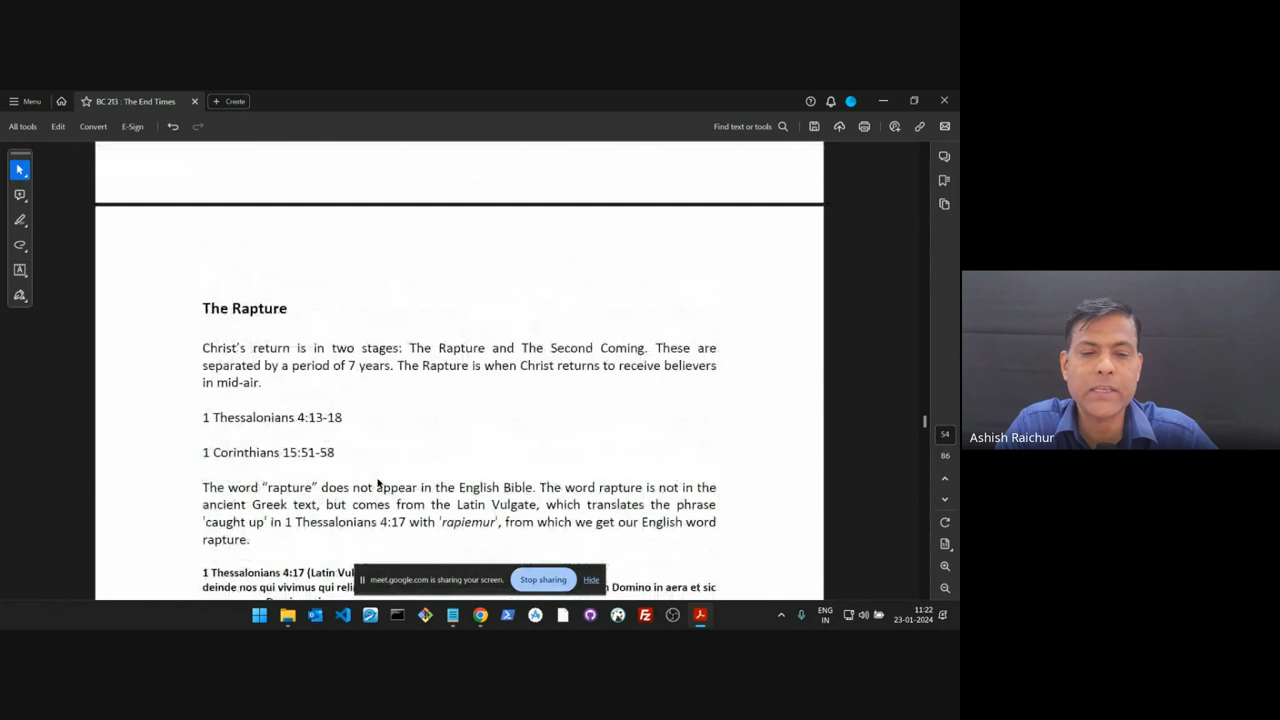 Menu
BC 213 : The End Times
Create
All tools
Edit
Convert
E-Sign
Find text or tools
The Rapture
Christ's return is in two stages: The Rapture and The Second Coming. These are
separated by a period of 7 years. The Rapture is when Christ returns to receive believers
in mid-air.
1 Thessalonians 4:13-18
1 Corinthians 15:51-58
The word "rapture" does not appear in the English Bible. The word rapture is not in the
ancient Greek text, but comes from the Latin Vulgate, which translates the phrase
'caught up' in 1 Thessalonians 4:17 with 'rapiemur', from which we get our English word
rapture.
1 Thessalonians 4:17 (Latin Vul
deinde nos qui vivimus qui reli
n Domino in aera et sic
meet.google.com is sharing your screen.
Stop sharing
Hide
54
86
Ashish Raichur
ENG
IN
11:22
23-01-2024